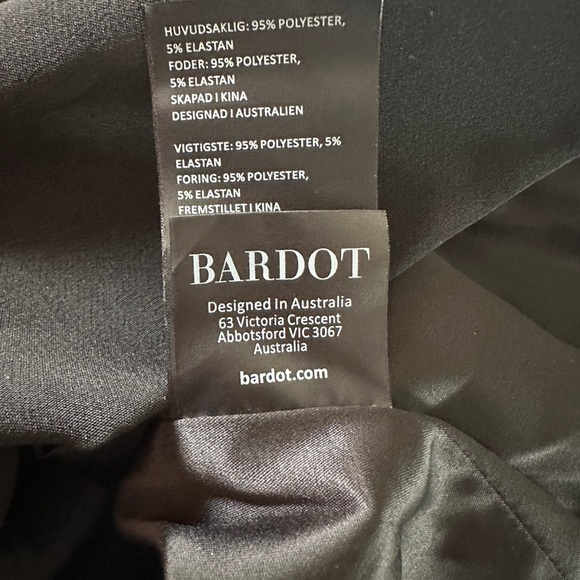 HUVUDSAKLIG: 95% POLYESTER,
5% ELASTAN
FODER: 95% POLYESTER,
5% ELASTAN
SKAPAD I KINA
DESIGNAD I AUSTRALIEN
VIGTIGSTE: 95% POLYESTER, 5%
ELASTAN
FORING: 95% POLYESTER,
5% ELASTAN
FREMSTILLET I KINA
BARDOT
Designed In Australia
63 Victoria Crescent
Abbotsford VIC 3067
Australia
bardot.com